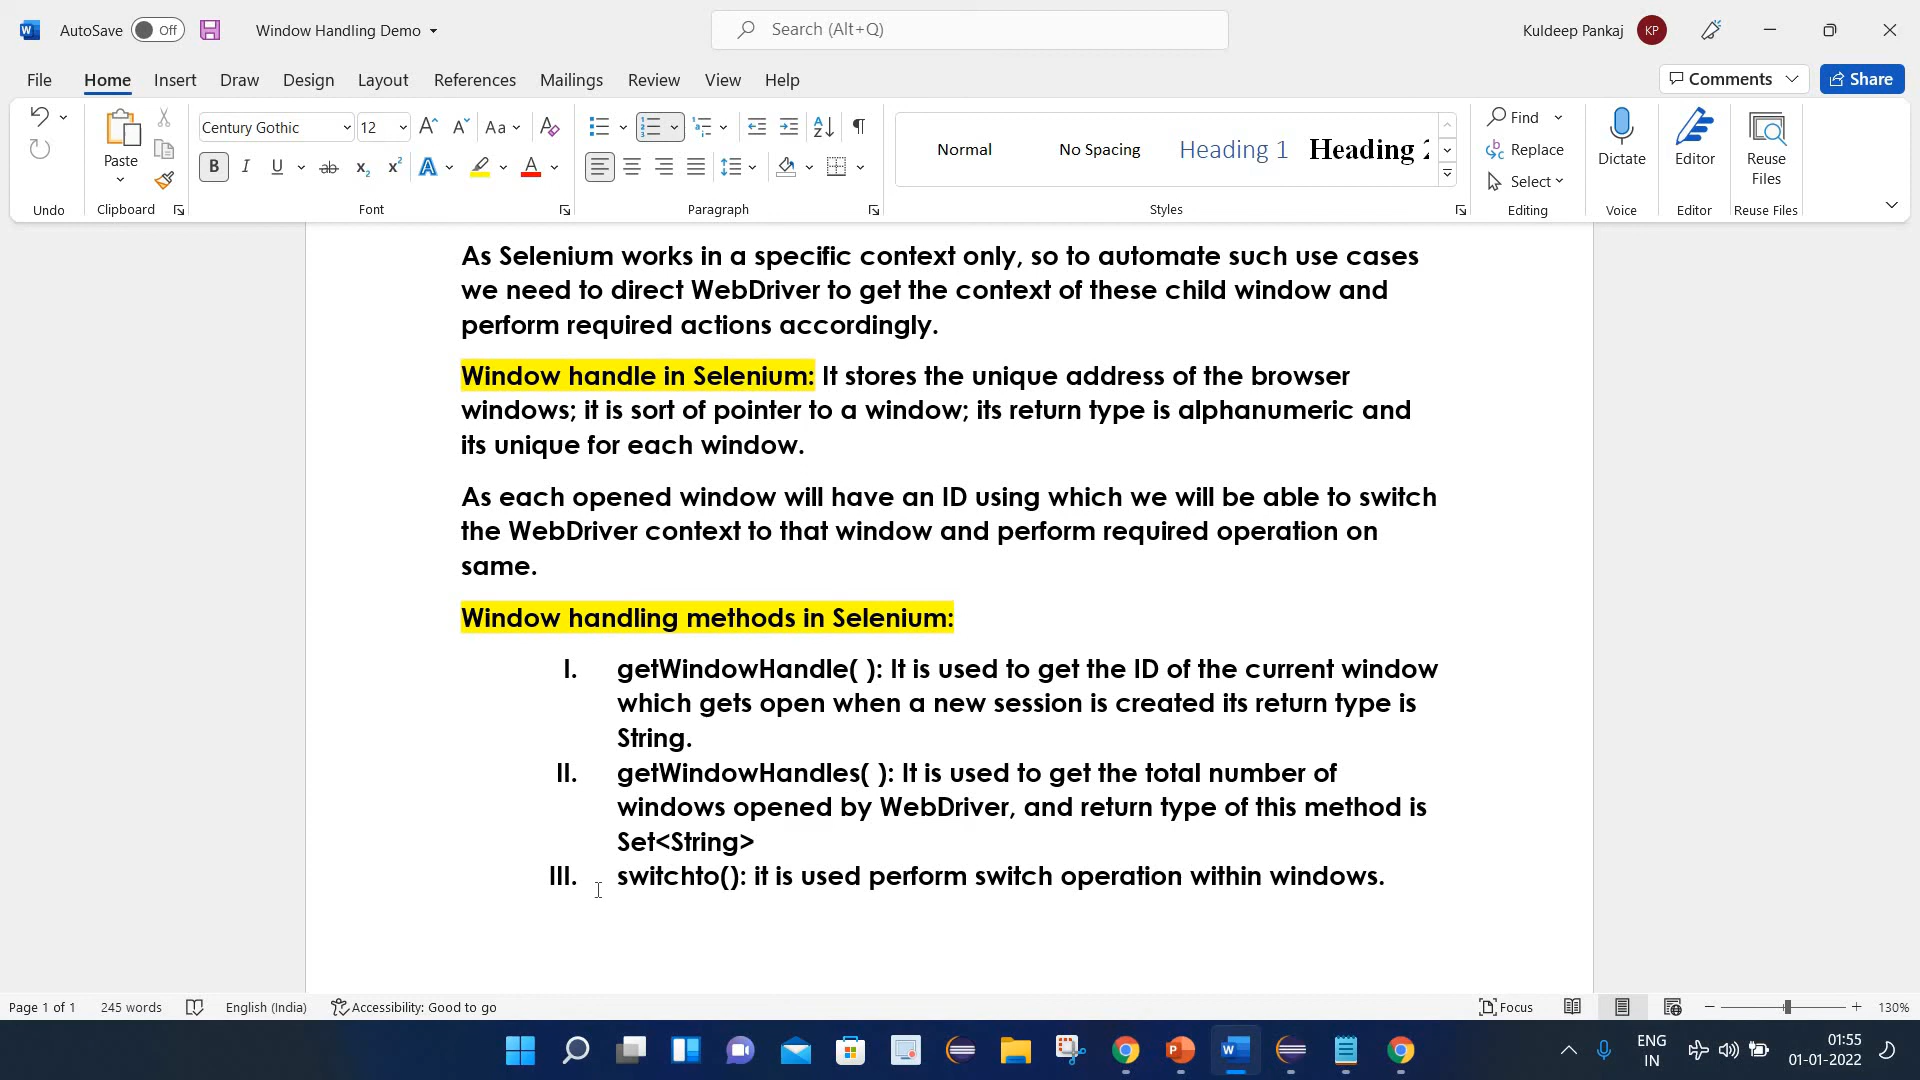 AutoSave Off Window Handling Demo Search (Alt+Q) Kuldeep Pankaj KP
File Home Insert Draw Design Layout References Mailings Review View Help Comments Share
Century Gothic 12 Aa Find
Paste Normal No Spacing Heading 1 Heading 2 Replace Dictate Editor Reuse Files
B I U ab x₂ x² A A Select
Undo Clipboard Font Paragraph Styles Editing Voice Editor Reuse Files
As Selenium works in a specific context only, so to automate such use cases
we need to direct WebDriver to get the context of these child window and
perform required actions accordingly.
Window handle in Selenium: It stores the unique address of the browser
windows; it is sort of pointer to a window; its return type is alphanumeric and
its unique for each window.
As each opened window will have an ID using which we will be able to switch
the WebDriver context to that window and perform required operation on
same.
Window handling methods in Selenium:
I. getWindowHandle( ): It is used to get the ID of the current window
which gets open when a new session is created its return type is
String.
II. getWindowHandles( ): It is used to get the total number of
windows opened by WebDriver, and return type of this method is
Set<String>
III. switchto(): it is used perform switch operation within windows.
Page 1 of 1 245 words English (India) Accessibility: Good to go Focus 130%
ENG 01:55
IN 01-01-2022